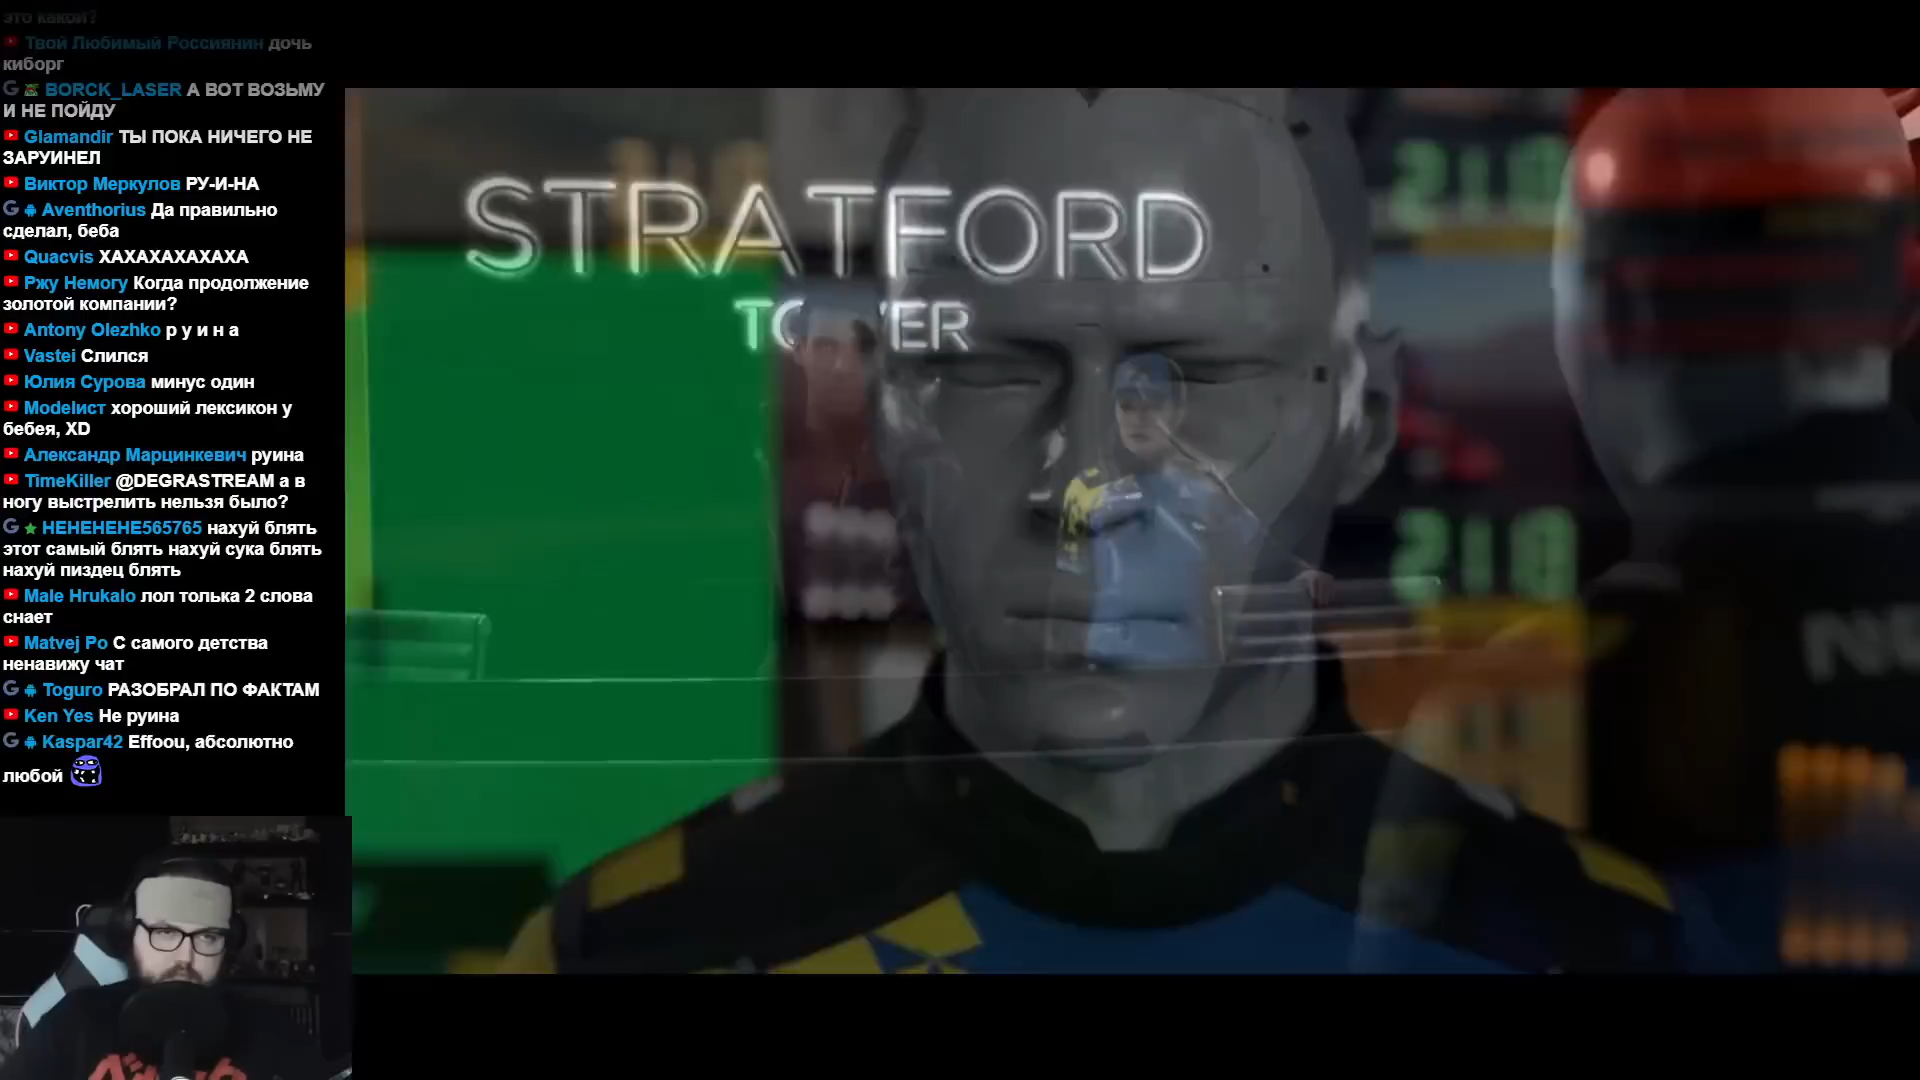 это какой?
Твой Любимый Россиянин дочь
киборг
BORCK_LASER А ВОТ ВОЗЬМУ
И НЕ ПОЙДУ
Glamandir ТЫ ПОКА НИЧЕГО НЕ
ЗАРУИНЕЛ
Виктор Меркулов РУ-И-НА
Aventhorius Да правильно
сделал, беба
Quacvis ХАХАХАХАХАХА
Ржу Немогу Когда продолжение
золотой компании?
Antony Olezhko р у и н а
Vastei Слился
Юлия Сурова минус один
Modelист хороший лексикон у
бебея, XD
Александр Марцинкевич руина
TimeKiller @DEGRASTREAM а в
ногу выстрелить нельзя было?
HEHEHEHE565765 нахуй блять
этот самый блять нахуй сука блять
нахуй пиздец блять
Male Hrukalo лол толька 2 слова
снает
Matvej Po С самого детства
ненавижу чат
Toguro РАЗОБРАЛ ПО ФАКТАМ
Ken Yes Не руина
Kaspar42 Effoou, абсолютно
любой
STRATFORD